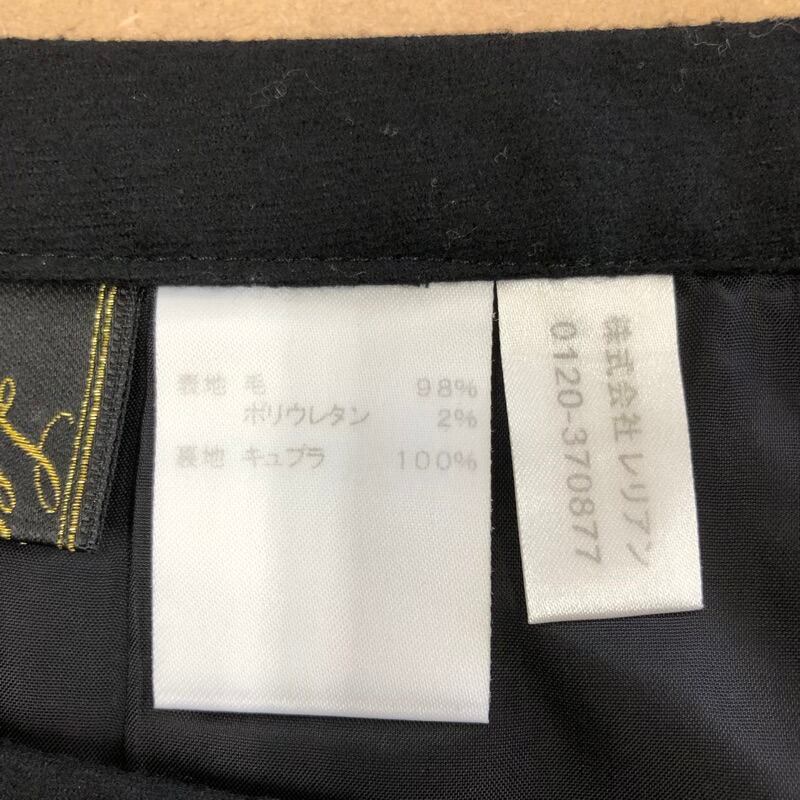 表地 毛 98%
ポリウレタン 2%
裏地 キュプラ 100%
株式会社 レリアン
0120-370877